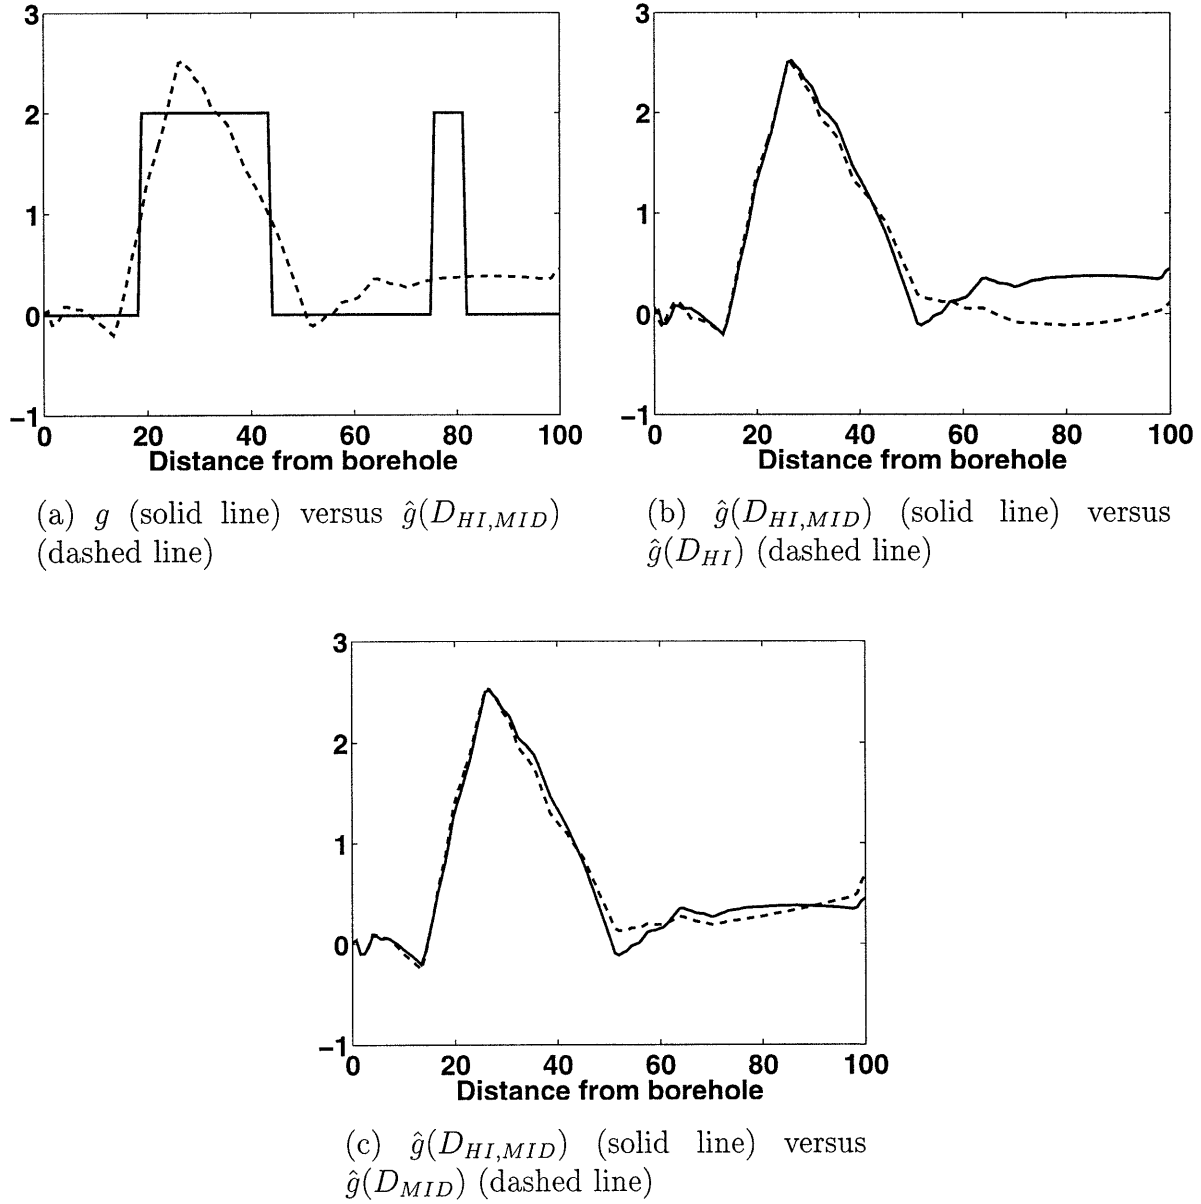 3
2
1
0
−1
0 20 40 60 80 100
Distance from borehole
(a) g (solid line) versus ĝ(D_{HI,MID})
(dashed line)
3
2
1
0
−1
0 20 40 60 80 100
Distance from borehole
(b) ĝ(D_{HI,MID}) (solid line) versus
ĝ(D_{HI}) (dashed line)
3
2
1
0
−1
0 20 40 60 80 100
Distance from borehole
(c) ĝ(D_{HI,MID}) (solid line) versus
ĝ(D_{MID}) (dashed line)